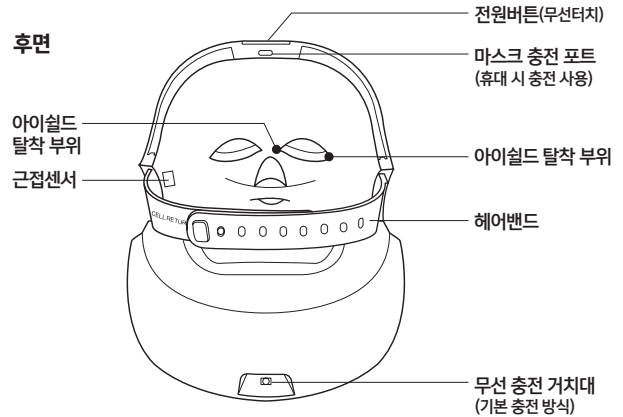 후면
전원버튼(무선터치)
마스크 충전 포트
(휴대 시 충전 사용)
아이쉴드
탈착 부위
아이쉴드 탈착 부위
근접센서
CELLRETUR
헤어밴드
무선 충전 거치대
(기본 충전 방식)